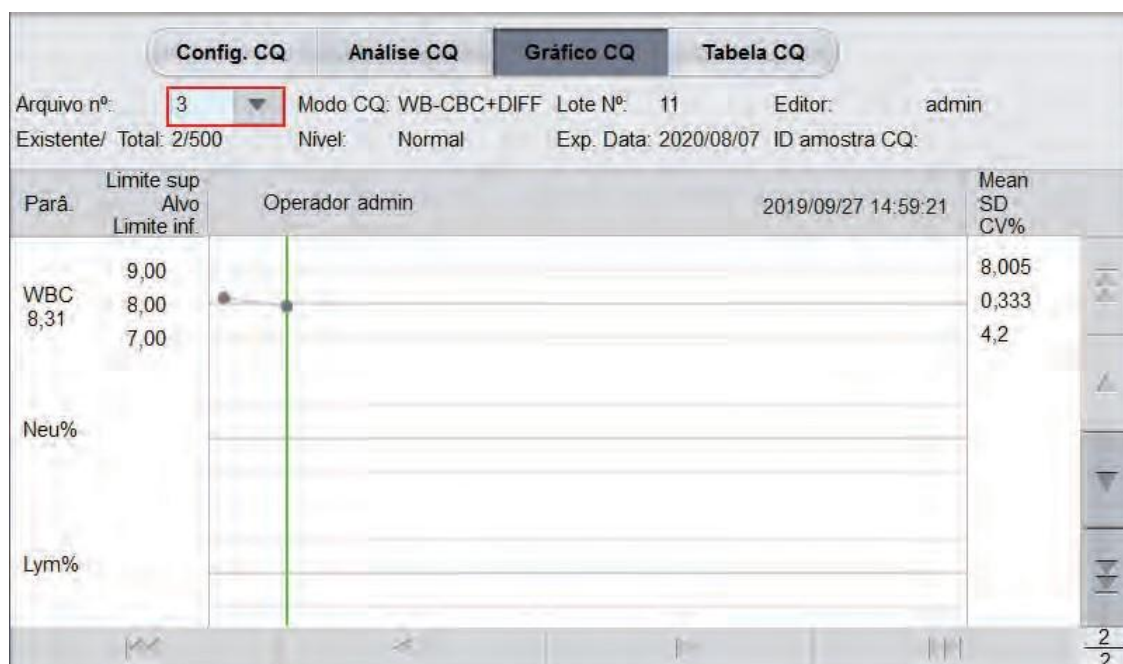 Config. CQ Análise CQ Gráfico CQ Tabela CQ
Arquivo nº: 3 Modo CQ: WB-CBC+DIFF Lote Nº: 11 Editor: admin
Existente/ Total: 2/500 Nível: Normal Exp. Data: 2020/08/07 ID amostra CQ:
Limite sup Mean
Parâ. Alvo Operador admin 2019/09/27 14:59:21 SD
Limite inf. CV%
9,00 8,005
WBC 8,00 0,333
8,31
7,00 4,2
Neu%
Lym%
2
2